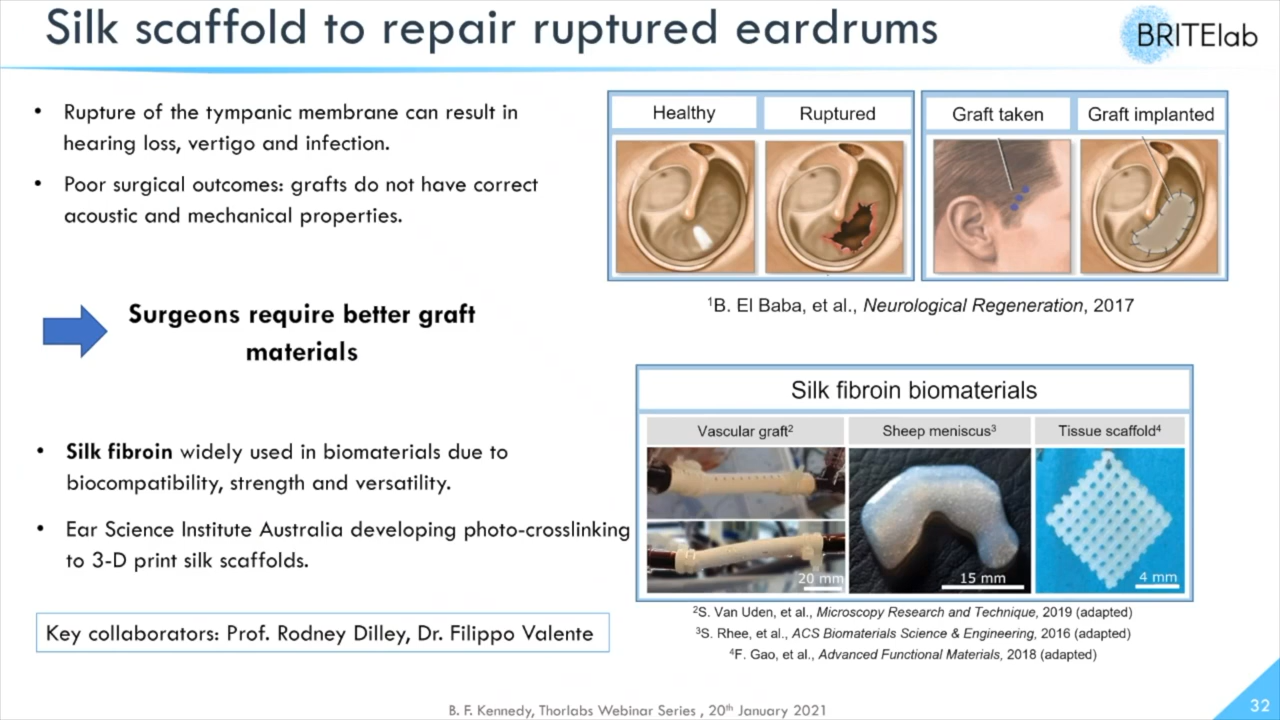 Silk scaffold to repair ruptured eardrums
BRITElab
• Rupture of the tympanic membrane can result in
hearing loss, vertigo and infection.
• Poor surgical outcomes: grafts do not have correct
acoustic and mechanical properties.
Surgeons require better graft
materials
• Silk fibroin widely used in biomaterials due to
biocompatibility, strength and versatility.
• Ear Science Institute Australia developing photo-crosslinking
to 3-D print silk scaffolds.
Key collaborators: Prof. Rodney Dilley, Dr. Filippo Valente
Healthy
Ruptured
Graft taken
Graft implanted
¹B. El Baba, et al., Neurological Regeneration, 2017
Silk fibroin biomaterials
Vascular graft²
Sheep meniscus³
Tissue scaffold⁴
20 mm
15 mm
4 mm
²S. Van Uden, et al., Microscopy Research and Technique, 2019 (adapted)
³S. Rhee, et al., ACS Biomaterials Science & Engineering, 2016 (adapted)
⁴F. Gao, et al., Advanced Functional Materials, 2018 (adapted)
B. F. Kennedy, Thorlabs Webinar Series , 20th January 2021
32